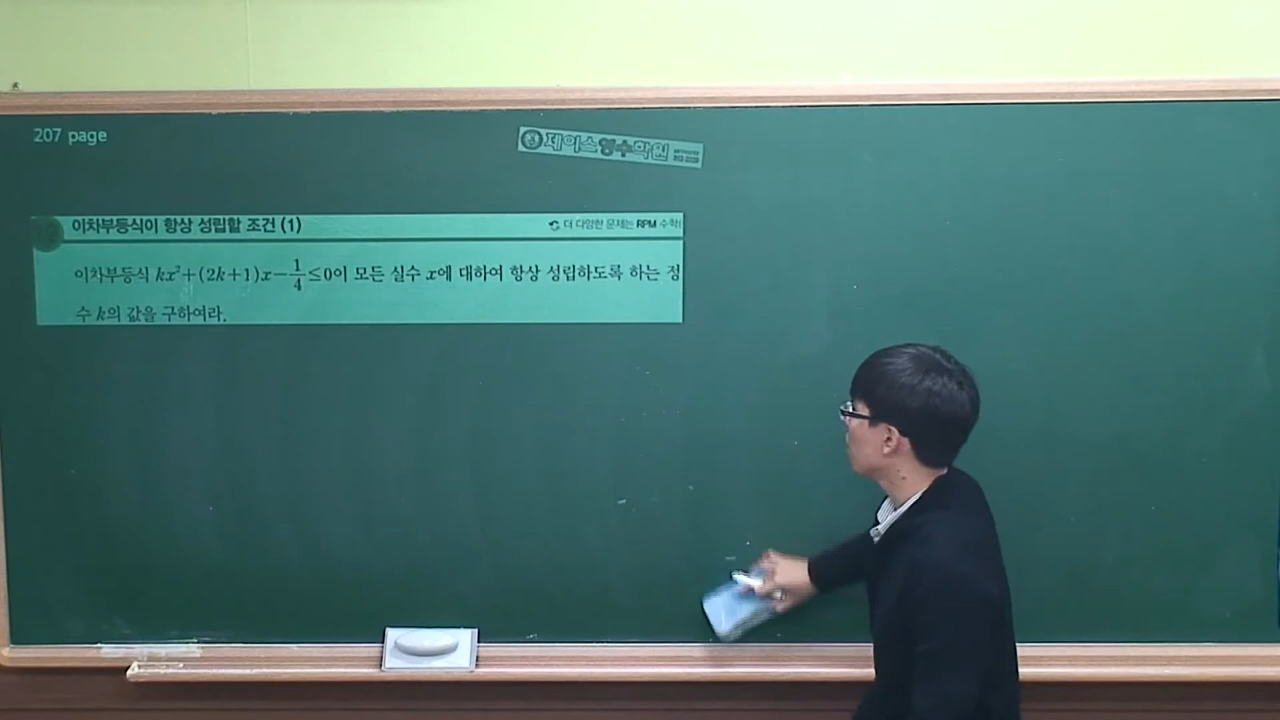 207 page
제이스영수학원
이차부등식이 항상 성립할 조건 (1)
더 다양한 문제는 RPM 수학(
이차부등식 kx²+(2k+1)x-1/4≤0이 모든 실수 x에 대하여 항상 성립하도록 하는 정
수 k의 값을 구하여라.